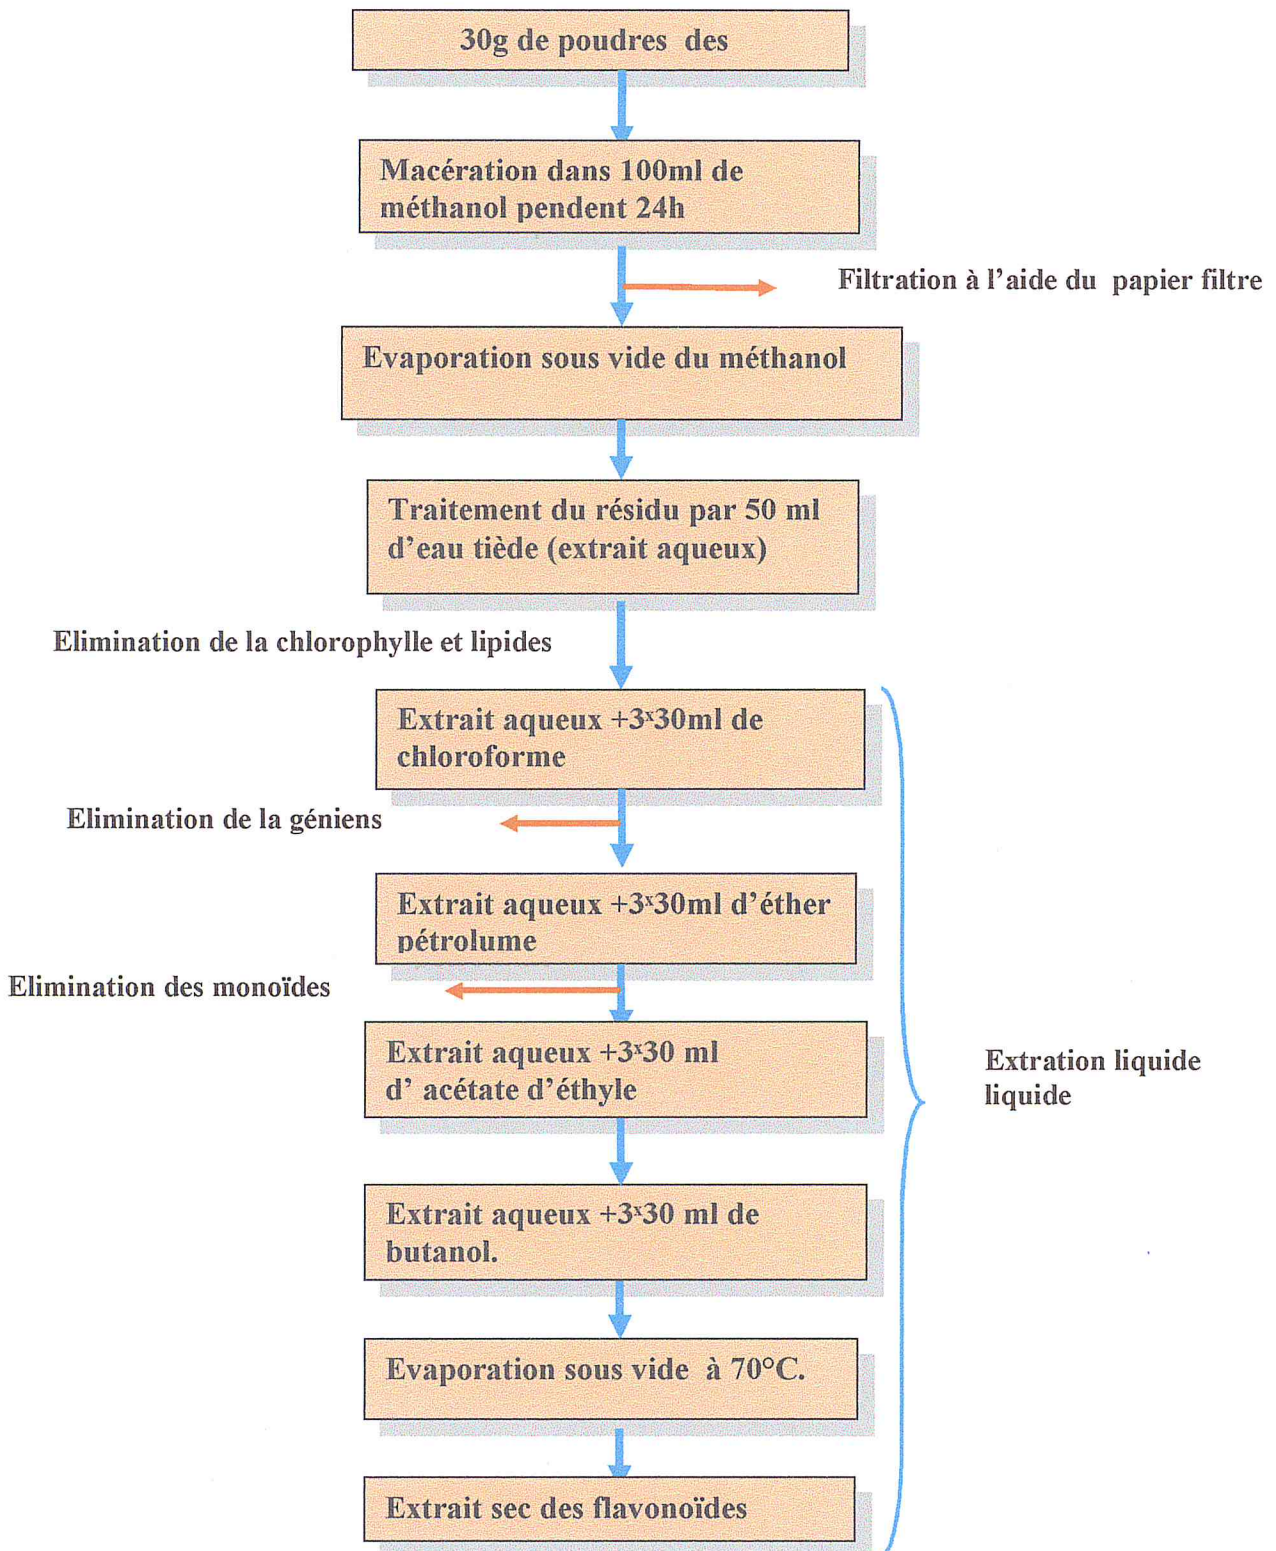 30g de poudres des
Macération dans 100ml de
méthanol pendent 24h
Filtration à l'aide du papier filtre
Evaporation sous vide du méthanol
Traitement du résidu par 50 ml
d'eau tiède (extrait aqueux)
Elimination de la chlorophylle et lipides
Extrait aqueux +3ˣ30ml de
chloroforme
Elimination de la géniens
Extrait aqueux +3ˣ30ml d'éther
pétrolume
Elimination des monoïdes
Extrait aqueux +3ˣ30 ml
d' acétate d'éthyle
Extration liquide
liquide
Extrait aqueux +3ˣ30 ml de
butanol.
Evaporation sous vide à 70°C.
Extrait sec des flavonoïdes